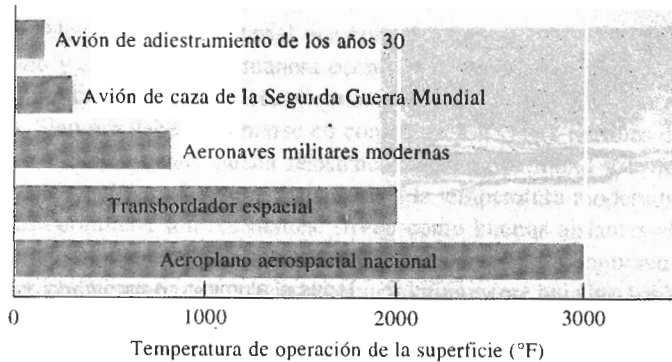 Avión de adiestramiento de los años 30
Avión de caza de la Segunda Guerra Mundial
Aeronaves militares modernas
Transbordador espacial
Aeroplano aerospacial nacional
0 1000 2000 3000
Temperatura de operación de la superficie (°F)